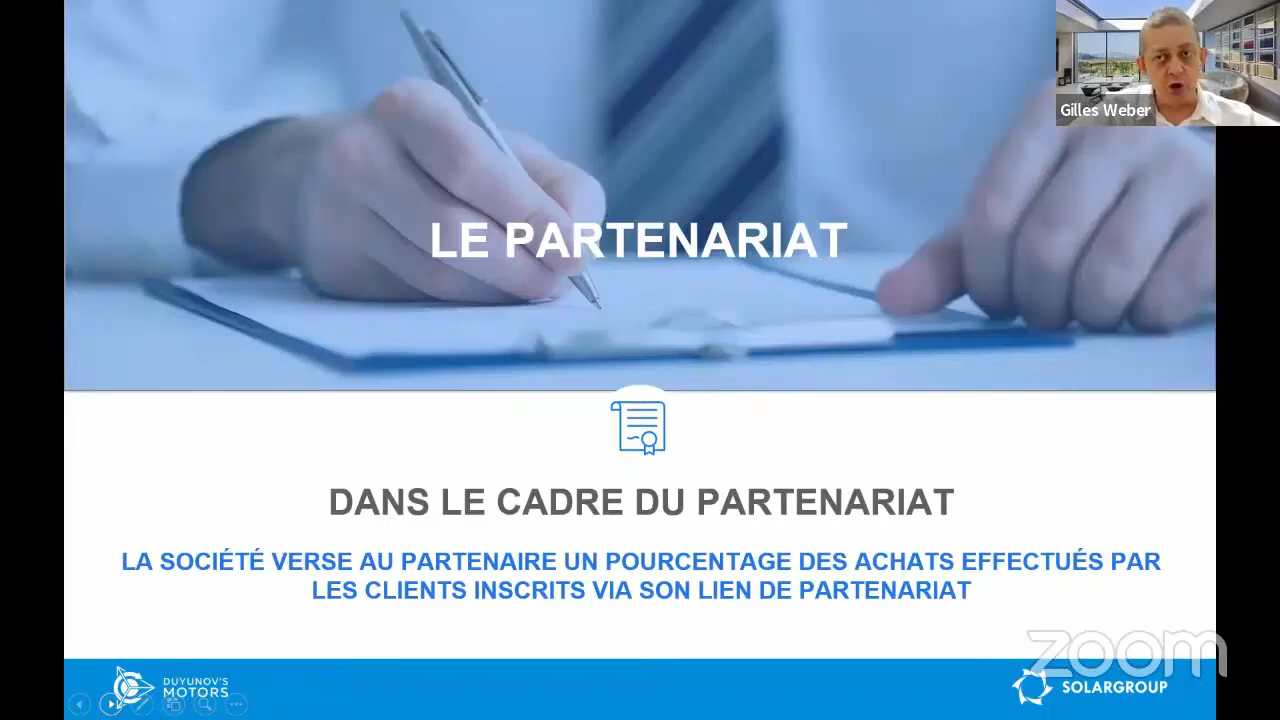 Gilles Weber
LE PARTENARIAT
DANS LE CADRE DU PARTENARIAT
LA SOCIÉTÉ VERSE AU PARTENAIRE UN POURCENTAGE DES ACHATS EFFECTUÉS PAR
LES CLIENTS INSCRITS VIA SON LIEN DE PARTENARIAT
zoom
DUYUNOV'S
MOTORS
SOLARGROUP